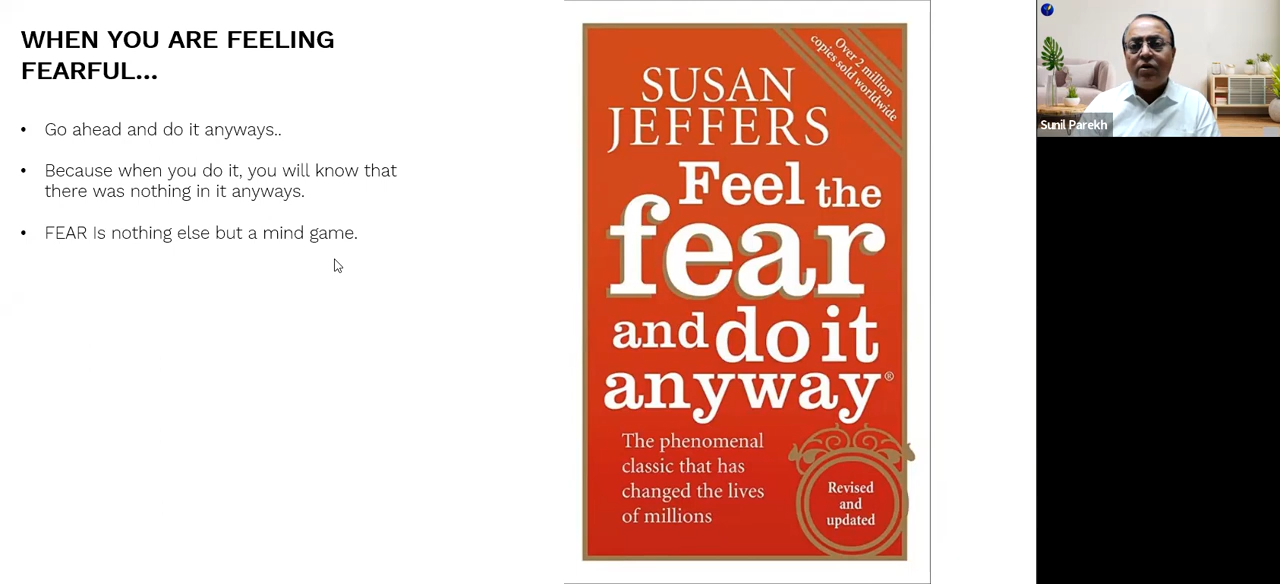 WHEN YOU ARE FEELING
FEARFUL...
• Go ahead and do it anyways..
• Because when you do it, you will know that
there was nothing in it anyways.
• FEAR Is nothing else but a mind game.
Over 2 million
copies sold worldwide
SUSAN
JEFFERS
Feel the
fear
and do it
anyway®
The phenomenal
classic that has
changed the lives
of millions
Revised
and
updated
Sunil Parekh